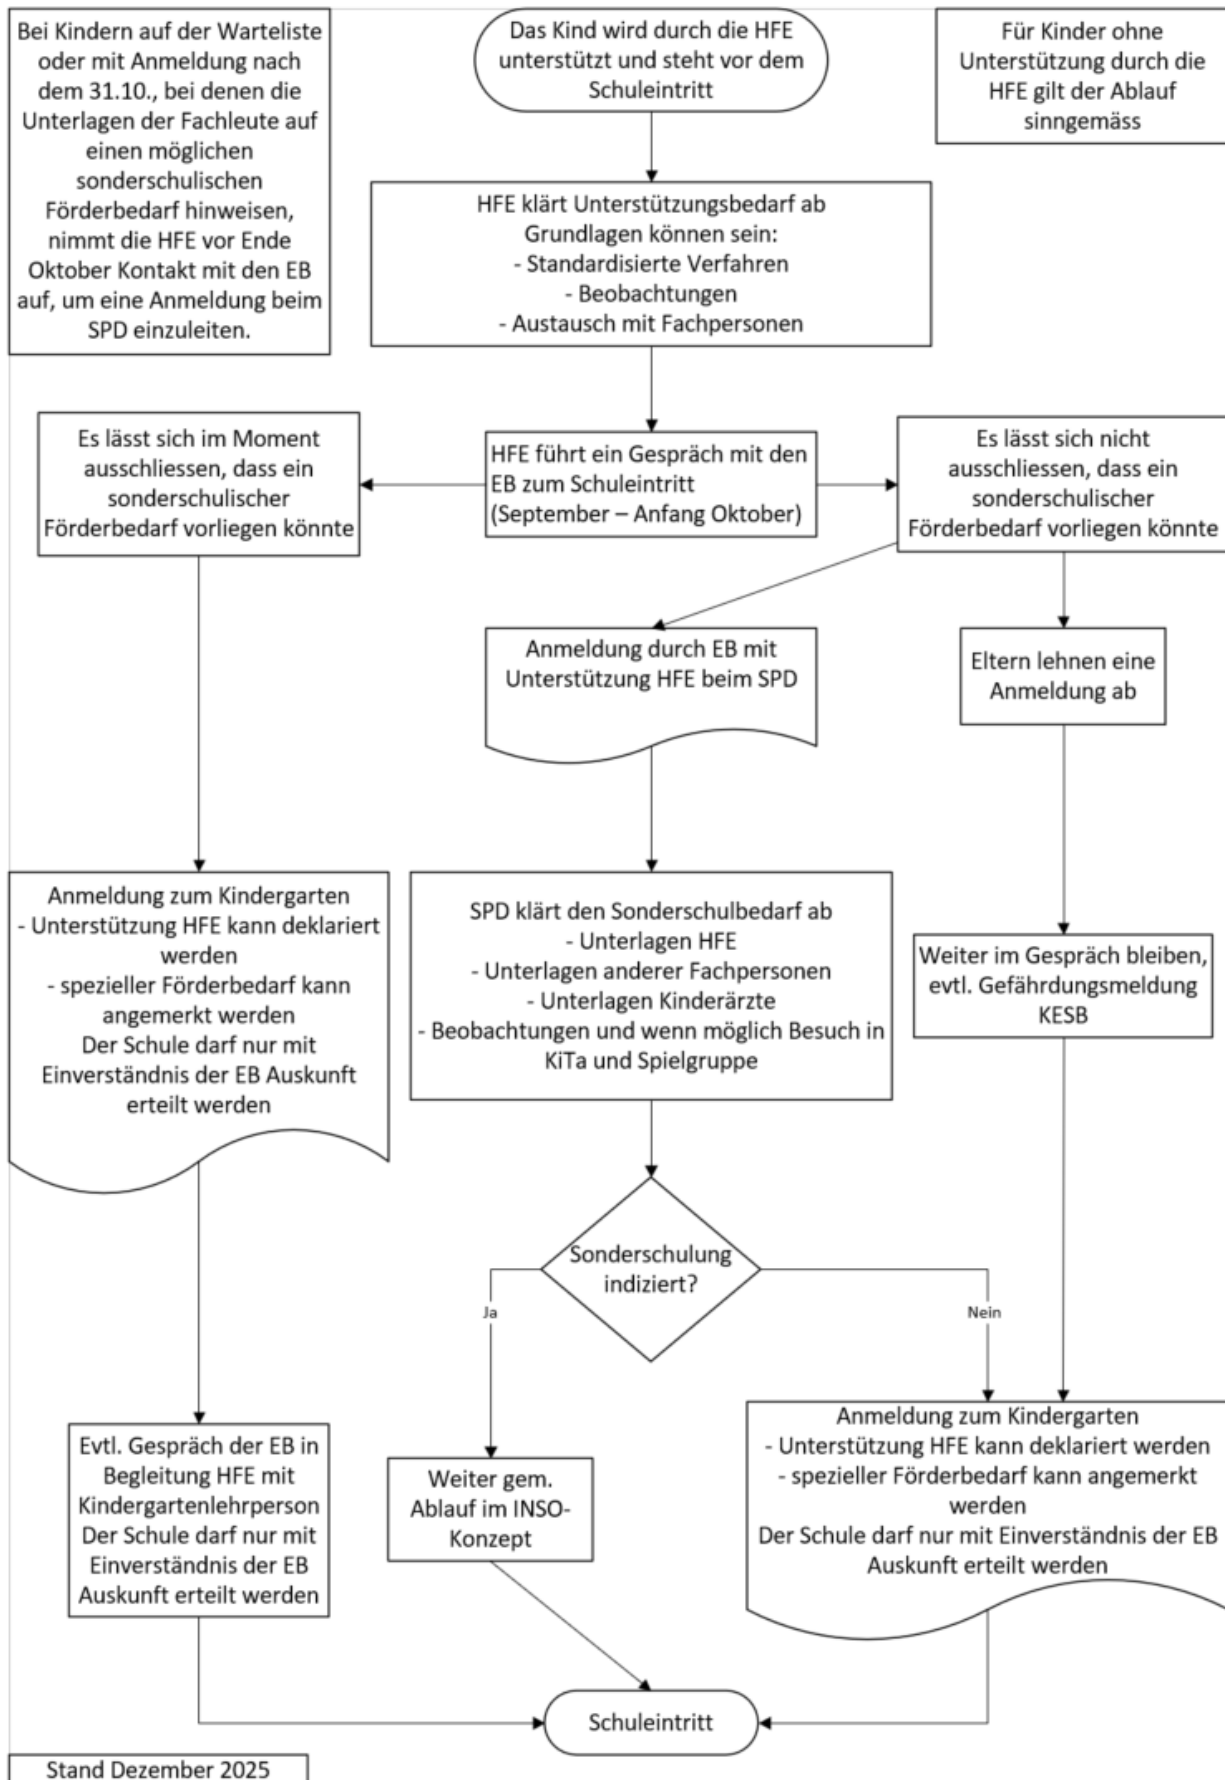 Bei Kindern auf der Warteliste
oder mit Anmeldung nach
dem 31.10., bei denen die
Unterlagen der Fachleute auf
einen möglichen
sonderschulischen
Förderbedarf hinweisen,
nimmt die HFE vor Ende
Oktober Kontakt mit den EB
auf, um eine Anmeldung beim
SPD einzuleiten.
Das Kind wird durch die HFE
unterstützt und steht vor dem
Schuleintritt
Für Kinder ohne
Unterstützung durch die
HFE gilt der Ablauf
sinngemäss
HFE klärt Unterstützungsbedarf ab
Grundlagen können sein:
- Standardisierte Verfahren
- Beobachtungen
- Austausch mit Fachpersonen
Es lässt sich im Moment
ausschliessen, dass ein
sonderschulischer
Förderbedarf vorliegen könnte
HFE führt ein Gespräch mit den
EB zum Schuleintritt
(September – Anfang Oktober)
Es lässt sich nicht
ausschliessen, dass ein
sonderschulischer
Förderbedarf vorliegen könnte
Anmeldung durch EB mit
Unterstützung HFE beim SPD
Eltern lehnen eine
Anmeldung ab
Anmeldung zum Kindergarten
- Unterstützung HFE kann deklariert
werden
- spezieller Förderbedarf kann
angemerkt werden
Der Schule darf nur mit
Einverständnis der EB Auskunft
erteilt werden
SPD klärt den Sonderschulbedarf ab
- Unterlagen HFE
- Unterlagen anderer Fachpersonen
- Unterlagen Kinderärzte
- Beobachtungen und wenn möglich Besuch in
KiTa und Spielgruppe
Weiter im Gespräch bleiben,
evtl. Gefährdungsmeldung
KESB
Sonderschulung
indiziert?
Ja
Nein
Evtl. Gespräch der EB in
Begleitung HFE mit
Kindergartenlehrperson
Der Schule darf nur mit
Einverständnis der EB
Auskunft erteilt werden
Weiter gem.
Ablauf im INSO-
Konzept
Anmeldung zum Kindergarten
- Unterstützung HFE kann deklariert werden
- spezieller Förderbedarf kann angemerkt
werden
Der Schule darf nur mit Einverständnis der EB
Auskunft erteilt werden
Schuleintritt
Stand Dezember 2025